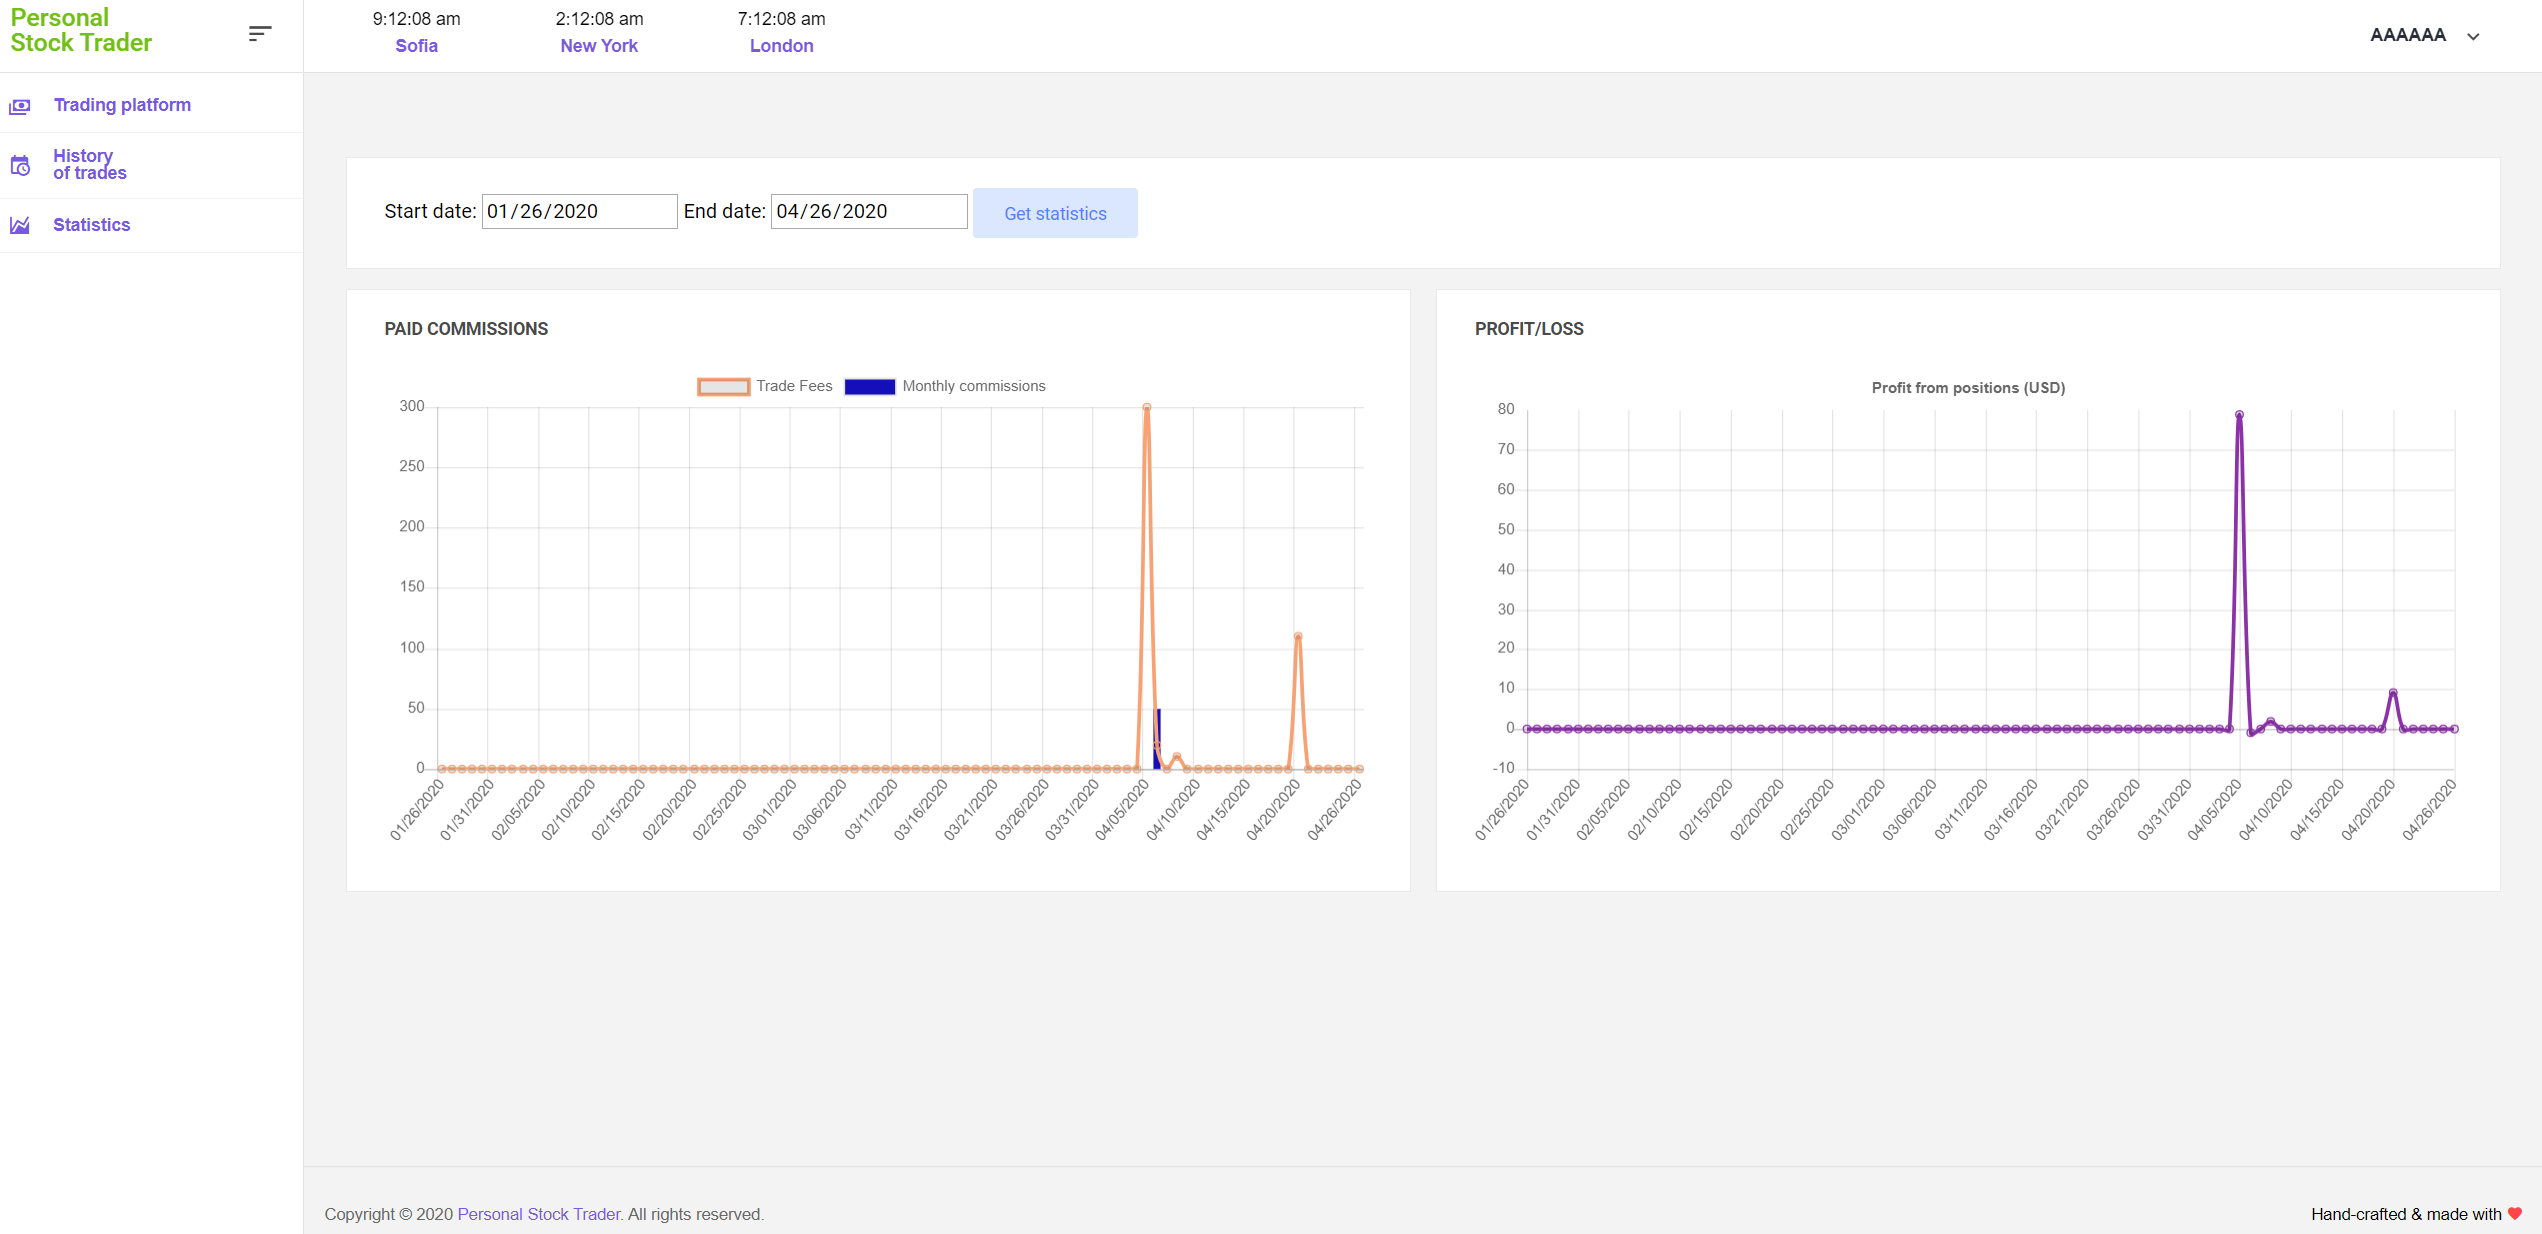 Personal
Stock Trader
9:12:08 am
2:12:08 am
7:12:08 am
Sofia
New York
London
AAAAAA
Trading platform
History
of trades
Statistics
Start date: 01/26/2020 End date: 04/26/2020 Get statistics
PAID COMMISSIONS
Trade Fees Monthly commissions
300
250
200
150
100
50
0
01/26/2020 01/31/2020 02/05/2020 02/10/2020 02/15/2020 02/20/2020 02/25/2020 03/01/2020 03/06/2020 03/11/2020 03/16/2020 03/21/2020 03/26/2020 03/31/2020 04/05/2020 04/10/2020 04/15/2020 04/20/2020 04/26/2020
PROFIT/LOSS
Profit from positions (USD)
80
70
60
50
40
30
20
10
0
-10
01/26/2020 01/31/2020 02/05/2020 02/10/2020 02/15/2020 02/20/2020 02/25/2020 03/01/2020 03/06/2020 03/11/2020 03/16/2020 03/21/2020 03/26/2020 03/31/2020 04/05/2020 04/10/2020 04/15/2020 04/20/2020 04/26/2020
Copyright © 2020 Personal Stock Trader. All rights reserved.
Hand-crafted & made with ♥